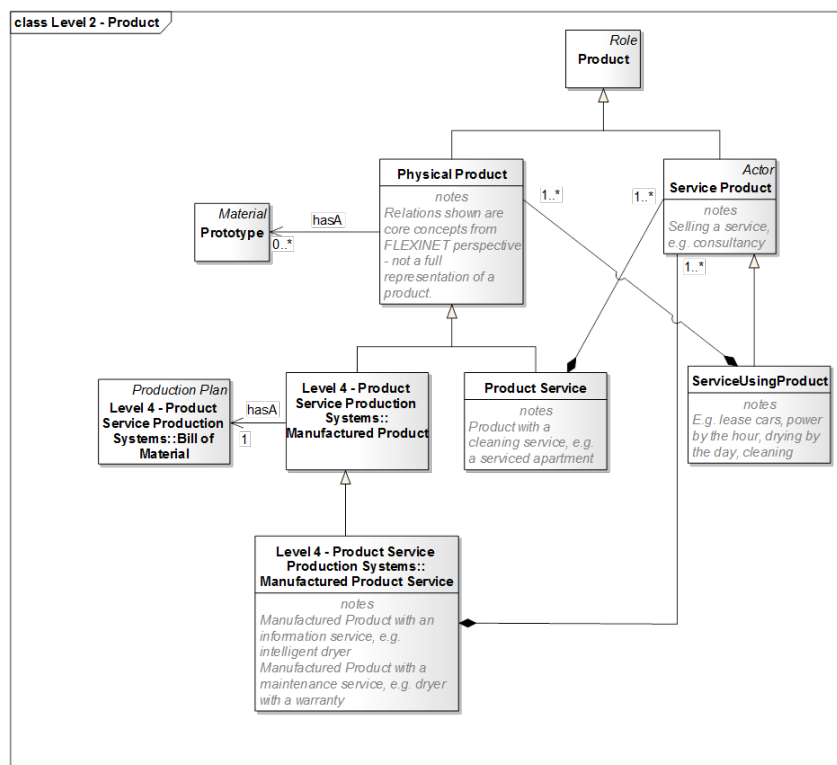 class Level 2 - Product
Role
Product
Physical Product
notes
Relations shown are
core concepts from
FLEXINET perspective
- not a full
representation of a
product.
1..*
1..*
Actor
Service Product
notes
Selling a service,
e.g. consultancy
1..*
Material
Prototype
hasA
0..*
Production Plan
Level 4 - Product
Service Production
Systems::Bill of
Material
hasA
1
Level 4 - Product
Service Production
Systems::
Manufactured Product
Product Service
notes
Product with a
cleaning service, e.g.
a serviced apartment
ServiceUsingProduct
notes
E.g. lease cars, power
by the hour, drying by
the day, cleaning
Level 4 - Product Service
Production Systems::
Manufactured Product Service
notes
Manufactured Product with an
information service, e.g.
intelligent dryer
Manufactured Product with a
maintenance service, e.g. dryer
with a warranty